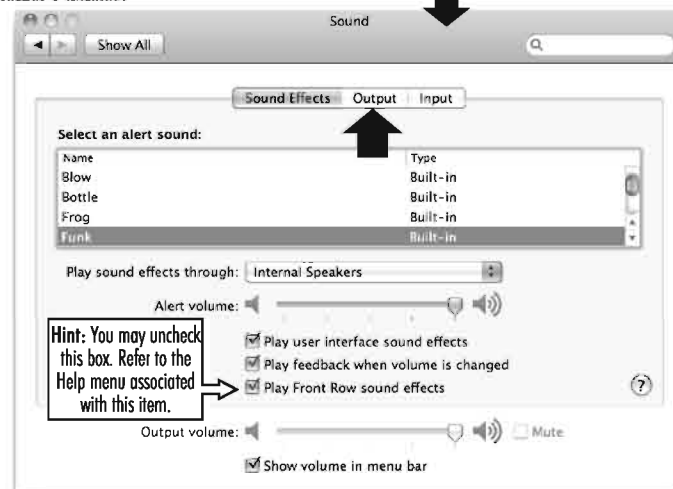 Sound
Show All
Sound Effects Output Input
Select an alert sound:
Name Type
Blow Built-in
Bottle Built-in
Frog Built-in
Funk Built-in
Play sound effects through: Internal Speakers
Alert volume:
Hint: You may uncheck
this box. Refer to the
Help menu associated
with this item.
Play user interface sound effects
Play feedback when volume is changed
Play Front Row sound effects
?
Output volume: Mute
Show volume in menu bar